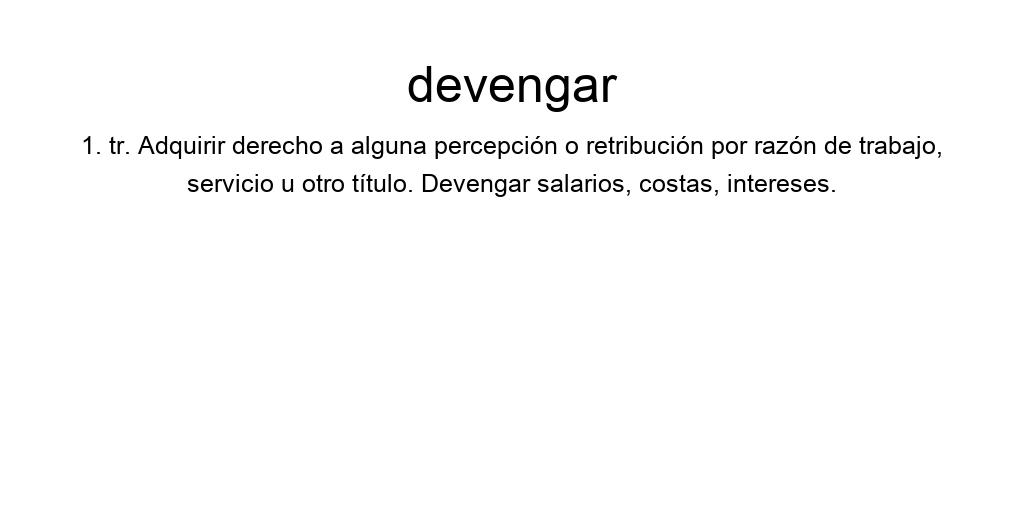 devengar
1. tr. Adquirir derecho a alguna percepción o retribución por razón de trabajo,
servicio u otro título. Devengar salarios, costas, intereses.